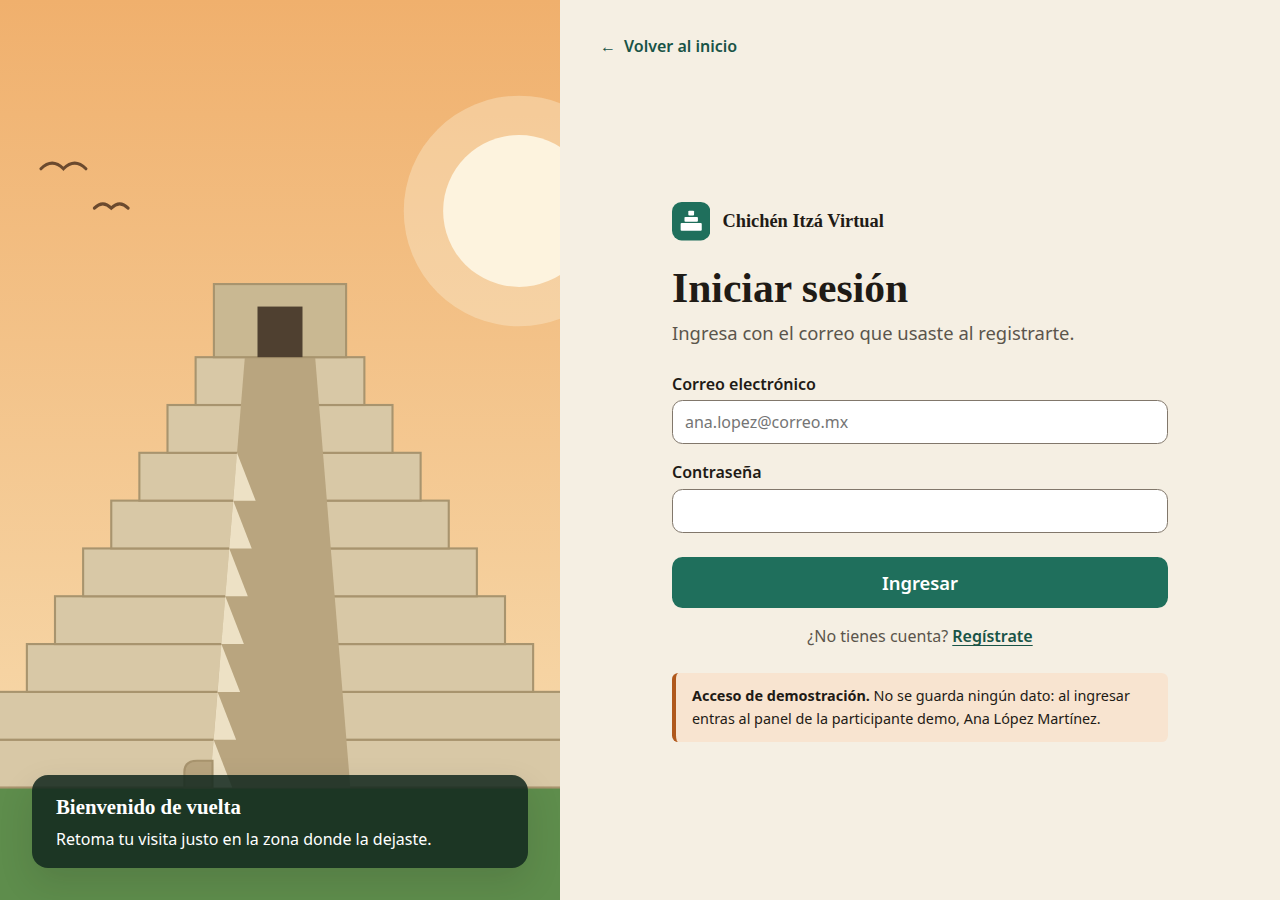 ← Volver al inicio
Chichén Itzá Virtual
Iniciar sesión
Ingresa con el correo que usaste al registrarte.
Correo electrónico
ana.lopez@correo.mx
Contraseña
Ingresar
¿No tienes cuenta? Regístrate
Acceso de demostración. No se guarda ningún dato: al ingresar
entras al panel de la participante demo, Ana López Martínez.
Bienvenido de vuelta
Retoma tu visita justo en la zona donde la dejaste.